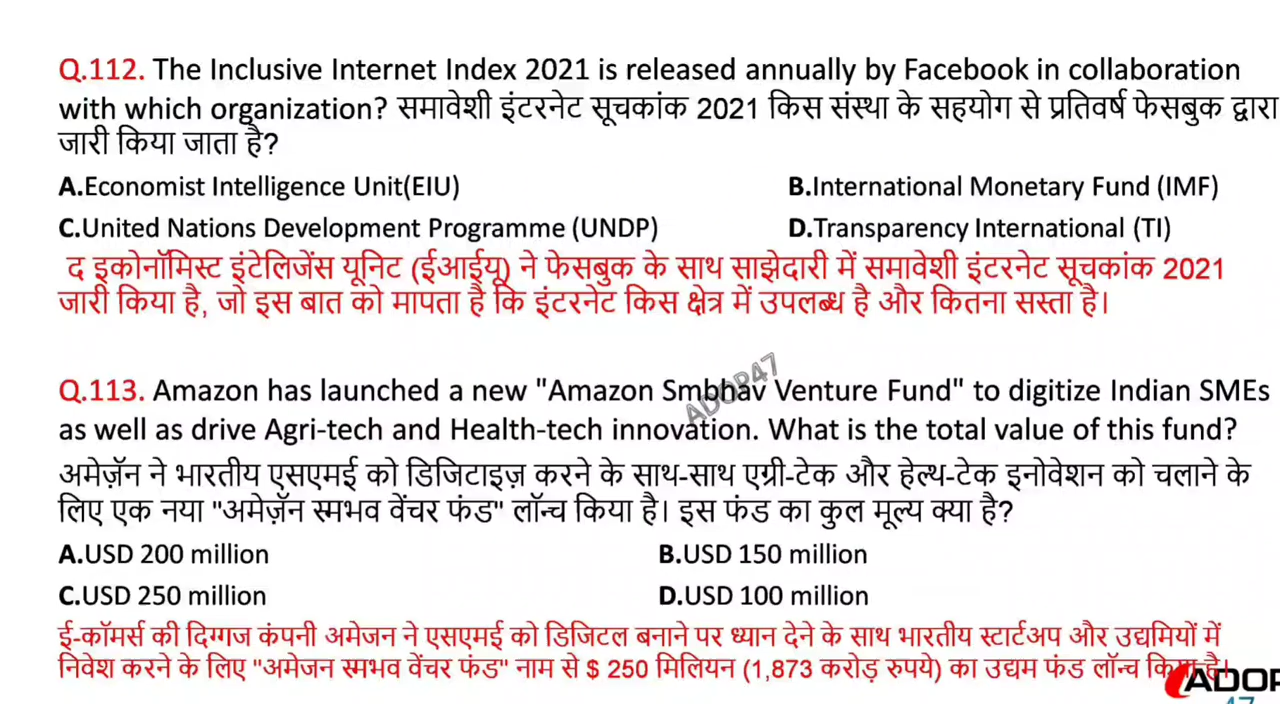 Q.112. The Inclusive Internet Index 2021 is released annually by Facebook in collaboration
with which organization? समावेशी इंटरनेट सूचकांक 2021 किस संस्था के सहयोग से प्रतिवर्ष फेसबुक द्वारा
जारी किया जाता है?
A.Economist Intelligence Unit(EIU) B.International Monetary Fund (IMF)
C.United Nations Development Programme (UNDP) D.Transparency International (TI)
द इकोनॉमिस्ट इंटेलिजेंस यूनिट (ईआईयू) ने फेसबुक के साथ साझेदारी में समावेशी इंटरनेट सूचकांक 2021
जारी किया है, जो इस बात को मापता है कि इंटरनेट किस क्षेत्र में उपलब्ध है और कितना सस्ता है।
Q.113. Amazon has launched a new "Amazon Smbhav Venture Fund" to digitize Indian SMEs
as well as drive Agri-tech and Health-tech innovation. What is the total value of this fund?
अमेज़ॅन ने भारतीय एसएमई को डिजिटाइज़ करने के साथ-साथ एग्री-टेक और हेल्थ-टेक इनोवेशन को चलाने के
लिए एक नया "अमेज़ॅन स्मभव वेंचर फंड" लॉन्च किया है। इस फंड का कुल मूल्य क्या है?
A.USD 200 million B.USD 150 million
C.USD 250 million D.USD 100 million
ई-कॉमर्स की दिग्गज कंपनी अमेजन ने एसएमई को डिजिटल बनाने पर ध्यान देने के साथ भारतीय स्टार्टअप और उद्यमियों में
निवेश करने के लिए "अमेजन स्मभव वेंचर फंड" नाम से $ 250 मिलियन (1,873 करोड़ रुपये) का उद्यम फंड लॉन्च किया है।
ADOP47
ADOP
47